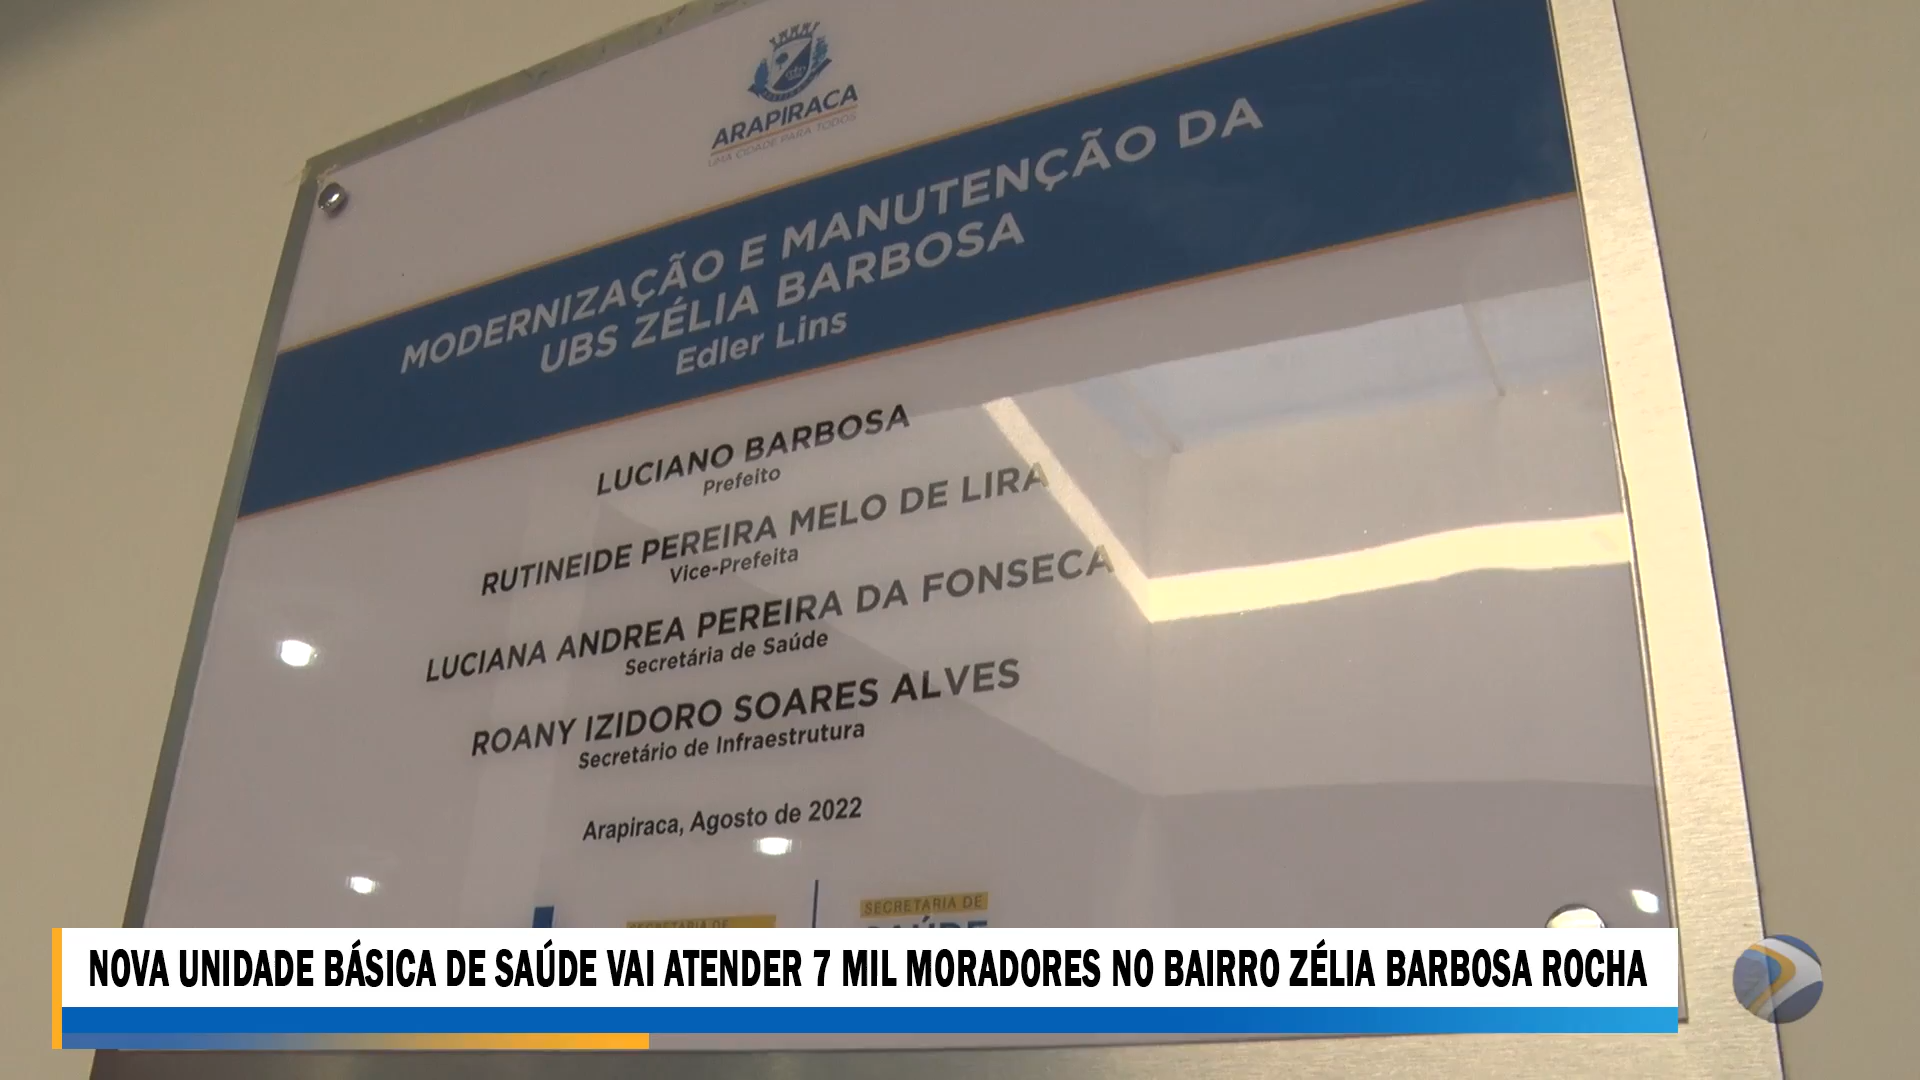 ARAPIRACA
UMA CIDADE PARA TODOS
MODERNIZAÇÃO E MANUTENÇÃO DA
UBS ZÉLIA BARBOSA
Edler Lins
LUCIANO BARBOSA
Prefeito
RUTINEIDE PEREIRA MELO DE LIRA
Vice-Prefeita
LUCIANA ANDREA PEREIRA DA FONSECA
Secretária de Saúde
ROANY IZIDORO SOARES ALVES
Secretário de Infraestrutura
Arapiraca, Agosto de 2022
SECRETARIA DE
SECRETARIA DE
SAÚDE
NOVA UNIDADE BÁSICA DE SAÚDE VAI ATENDER 7 MIL MORADORES NO BAIRRO ZÉLIA BARBOSA ROCHA